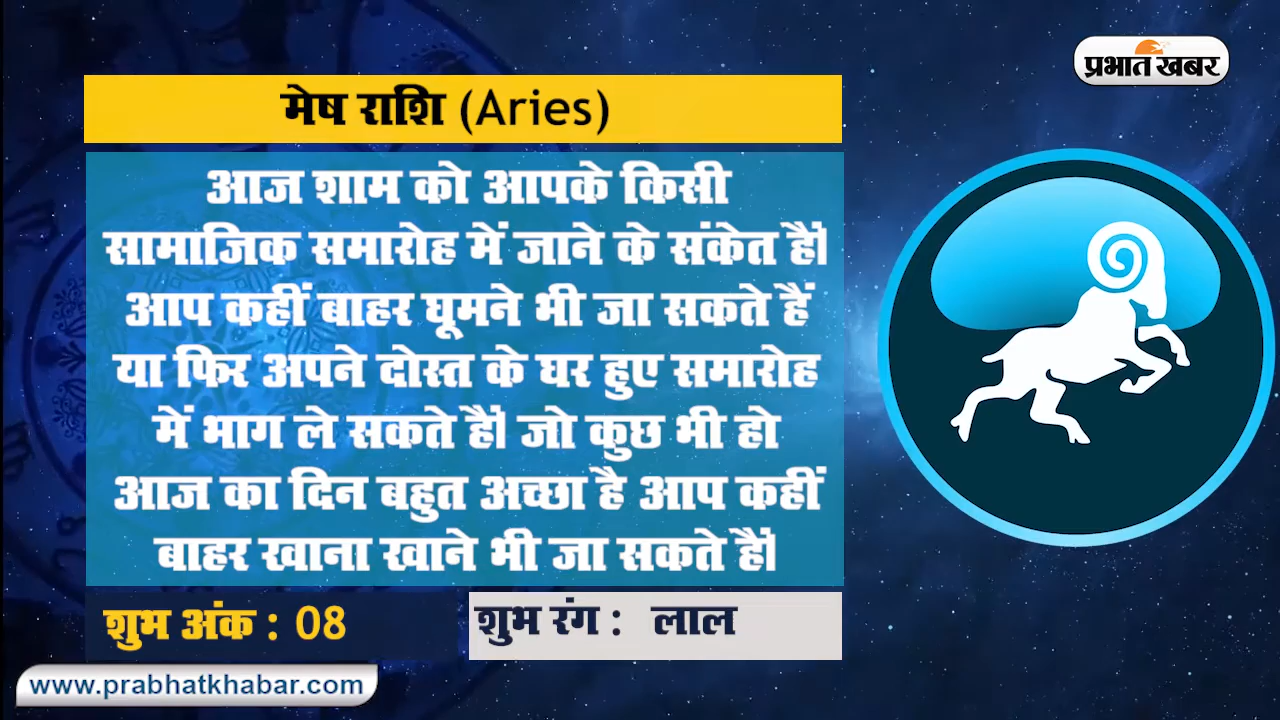 प्रभात खबर
मेष राशि (Aries)
आज शाम को आपके किसी
सामाजिक समारोह में जाने के संकेत हैं।
आप कहीं बाहर घूमने भी जा सकते हैं
या फिर अपने दोस्त के घर हुए समारोह
में भाग ले सकते हैं। जो कुछ भी हो
आज का दिन बहुत अच्छा है आप कहीं
बाहर खाना खाने भी जा सकते हैं।
शुभ अंक : 08
शुभ रंग : लाल
www.prabhatkhabar.com